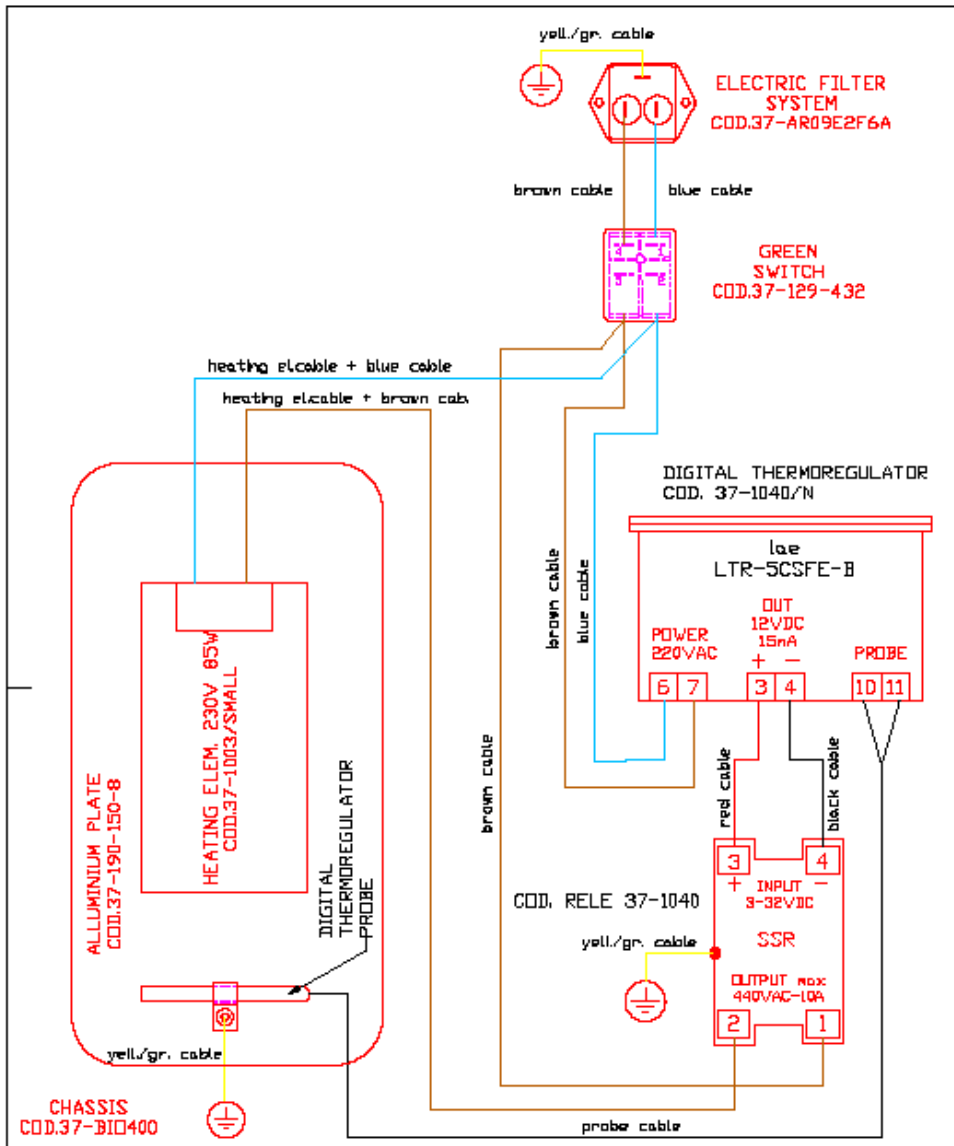 yell./gr. cable
ELECTRIC FILTER
SYSTEM
COD.37-AR09E2F6A
brown cable
blue cable
4 1
GREEN
SWITCH
COD.37-129-432
heating el.cable + blue cable
heating el.cable + brown cab.
DIGITAL THERMOREGULATOR
COD. 37-1040/N
lae
LTR-5CSFE-B
OUT
12VDC
15mA
+ -
POWER
220VAC
PROBE
6 7 3 4 10 11
brown cable
blue cable
brown cable
red cable
black cable
HEATING ELEM. 230V 85W
COD.37-1003/SMALL
ALLUMINIUM PLATE
COD.37-190-150-8
DIGITAL
THERMOREGULATOR
PROBE
3 4
+ -
INPUT
3-32VDC
COD. RELE 37-1040
SSR
yell/gr. cable
OUTPUT max
440VAC-10A
2 1
yell./gr. cable
CHASSIS
COD.37-BIO400
probe cable